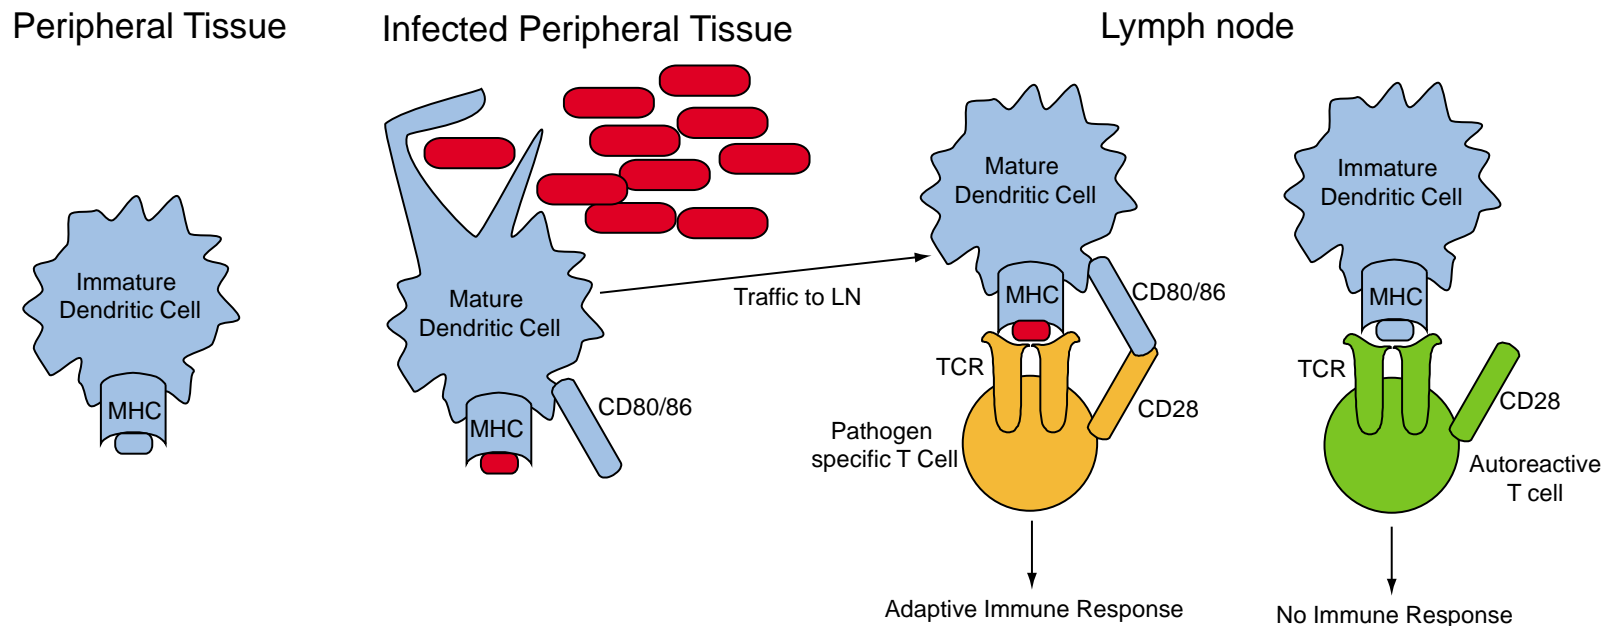 Peripheral Tissue
Infected Peripheral Tissue
Lymph node
Immature
Dendritic Cell
MHC
Mature
Dendritic Cell
MHC
CD80/86
Traffic to LN
Mature
Dendritic Cell
MHC
CD80/86
TCR
CD28
Pathogen
specific T Cell
Adaptive Immune Response
Immature
Dendritic Cell
MHC
TCR
CD28
Autoreactive
T cell
No Immune Response